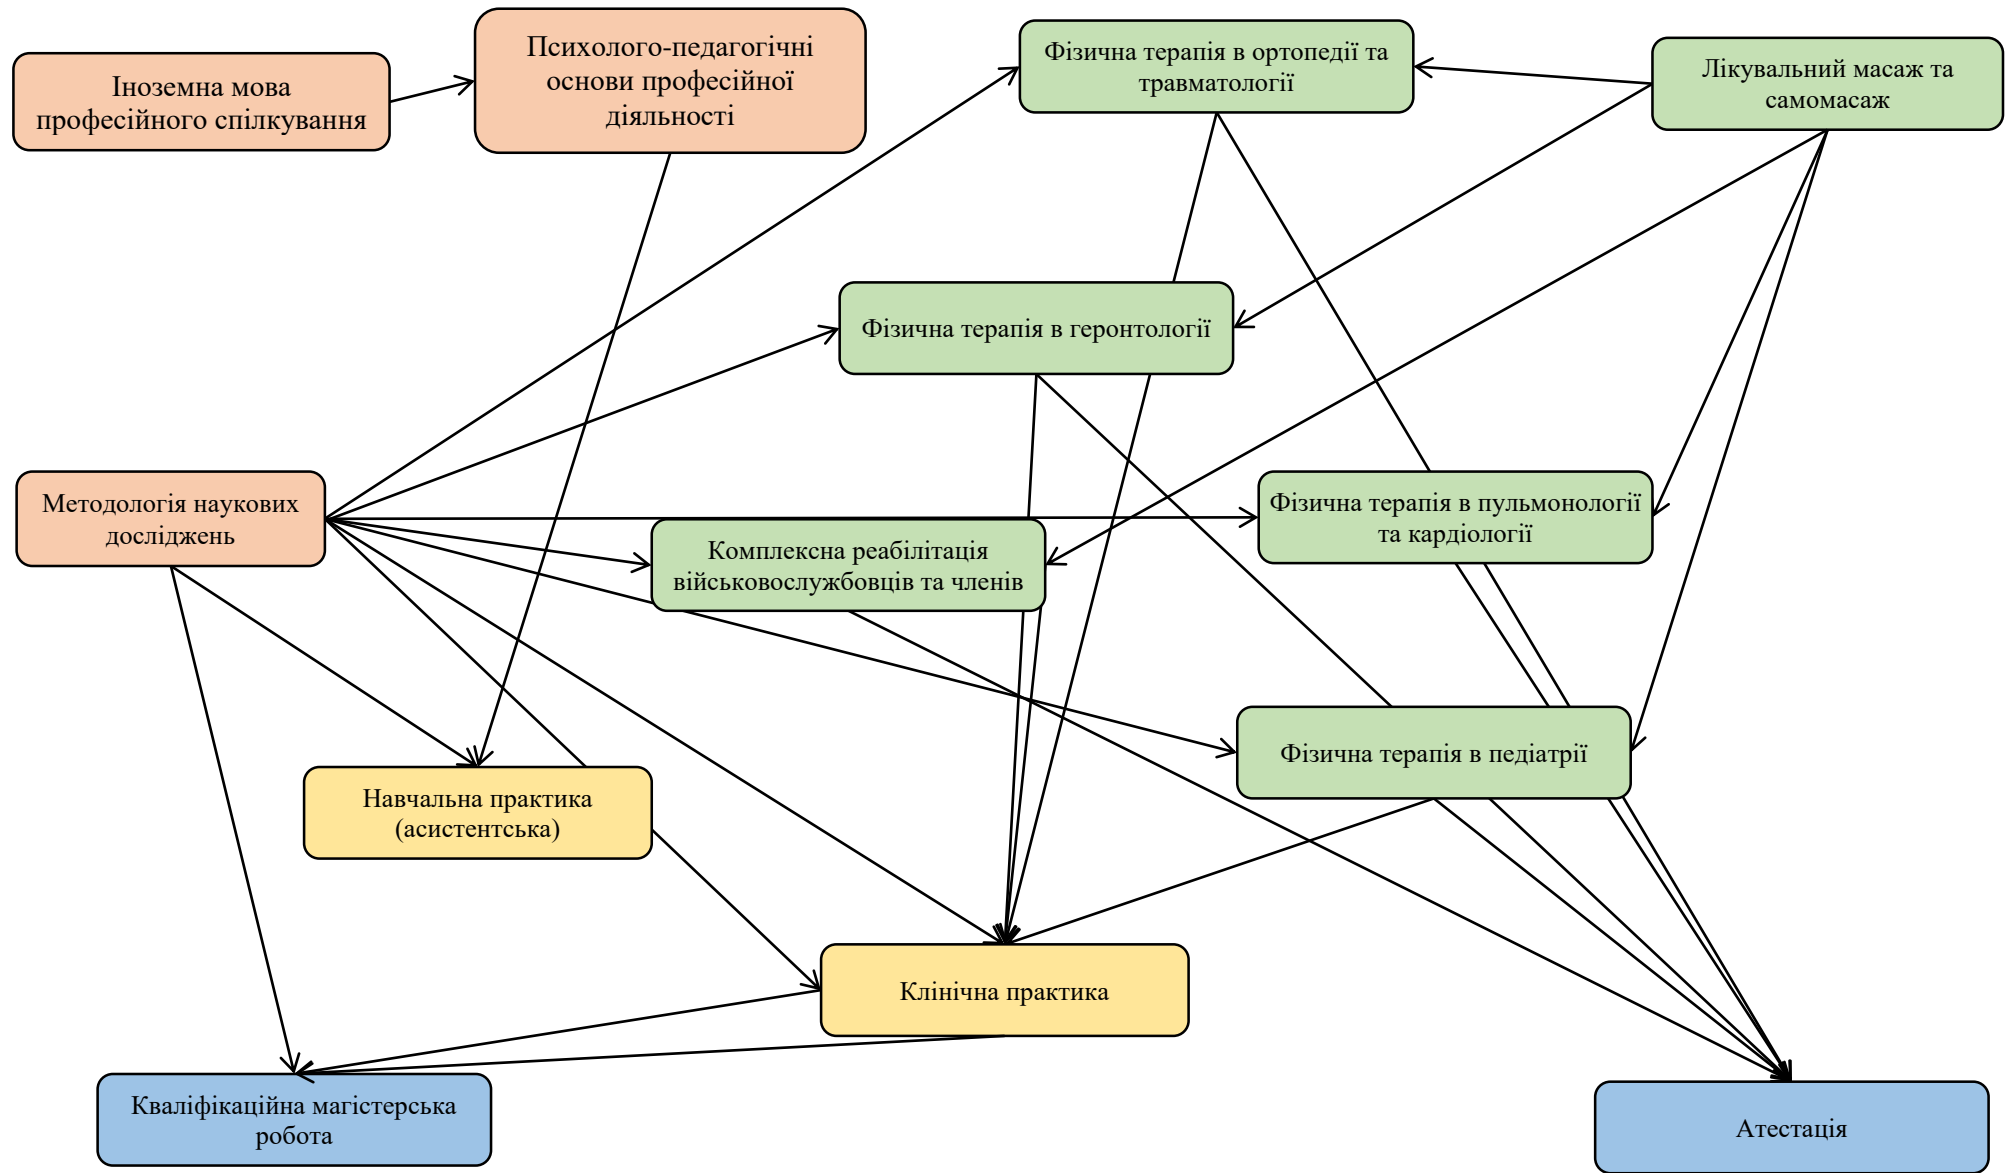 Іноземна мова
професійного спілкування
Психолого-педагогічні
основи професійної
діяльності
Фізична терапія в ортопедії та
травматології
Лікувальний масаж та
самомасаж
Фізична терапія в геронтології
Методологія наукових
досліджень
Комплексна реабілітація
військовослужбовців та членів
Фізична терапія в пульмонології
та кардіології
Фізична терапія в педіатрії
Навчальна практика
(асистентська)
Клінічна практика
Кваліфікаційна магістерська
робота
Атестація